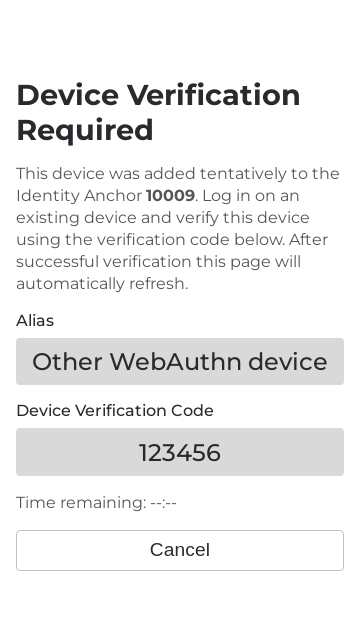 Device Verification
Required
This device was added tentatively to the
Identity Anchor 10009. Log in on an
existing device and verify this device
using the verification code below. After
successful verification this page will
automatically refresh.
Alias
Other WebAuthn device
Device Verification Code
123456
Time remaining: --:--
Cancel